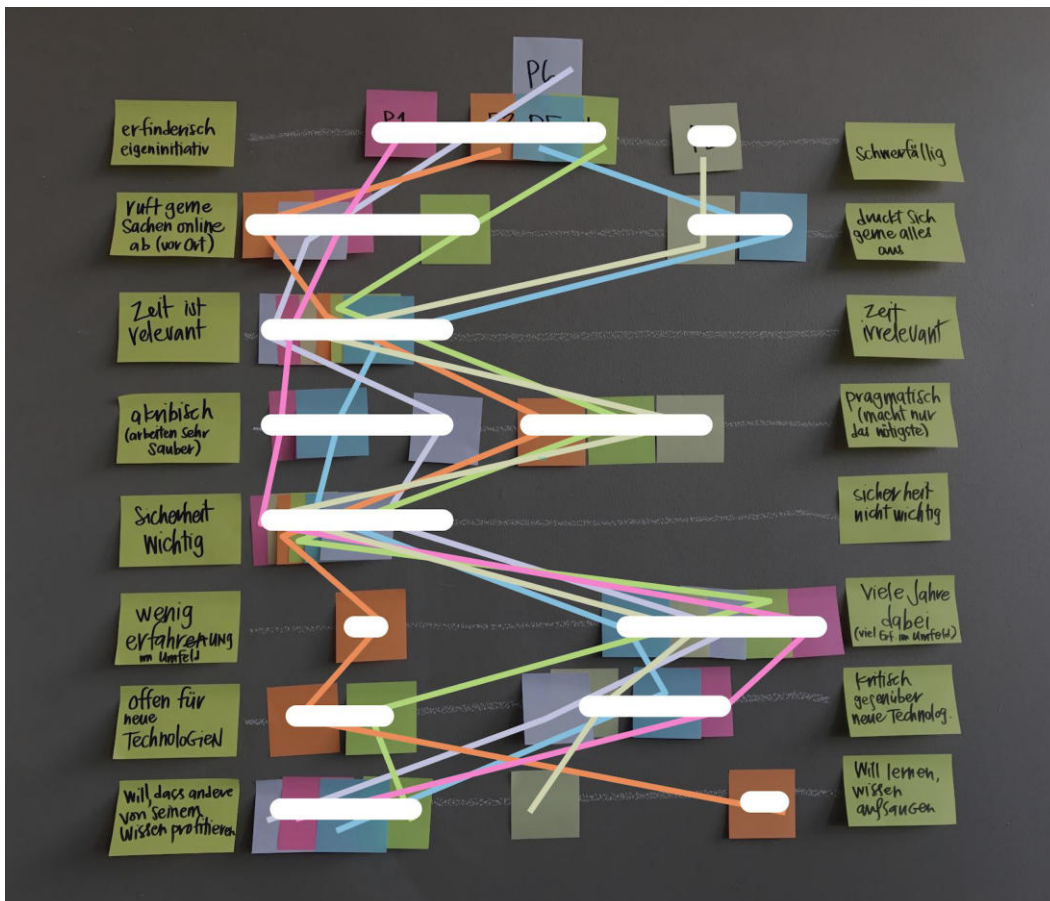 P6
P1
P5
erfinderisch
eigeninitiativ
Schwerfällig
ruft gerne
Sachen online
ab (vor Ort)
druckt sich
gerne alles
aus
Zeit ist
relevant
Zeit
irrelevant
akribisch
(arbeiten sehr
sauber)
pragmatisch
(macht nur
das nötigste)
Sicherheit
Wichtig
sicherheit
nicht wichtig
wenig
erfahrung
im Umfeld
Viele Jahre
dabei
(viel Erf im Umfeld)
offen für
neue
Technologien
kritisch
gegenüber
neue Technolog.
Will, dass andere
von seinem
Wissen profitieren
Will lernen,
wissen
aufsaugen